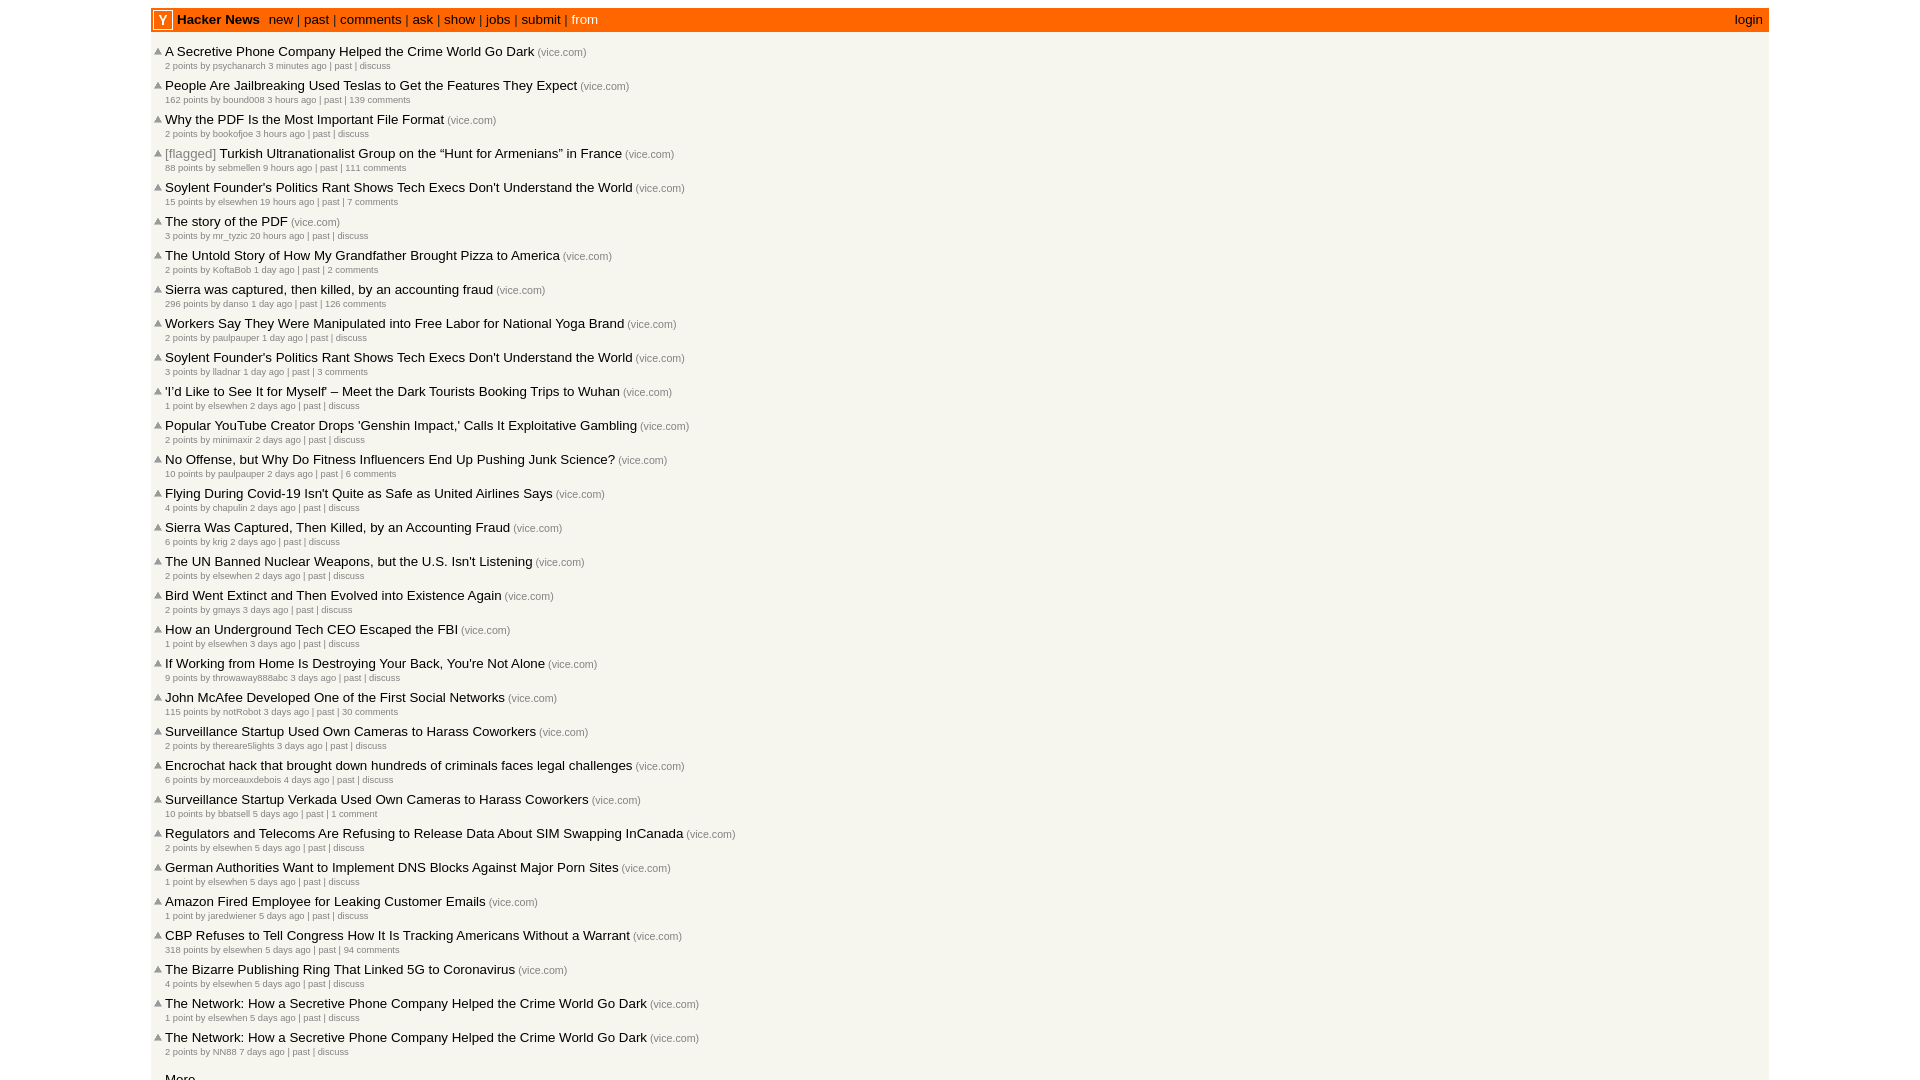 Y Hacker News new | past | comments | ask | show | jobs | submit | from login
A Secretive Phone Company Helped the Crime World Go Dark (vice.com)
2 points by psychanarch 3 minutes ago | past | discuss
People Are Jailbreaking Used Teslas to Get the Features They Expect (vice.com)
162 points by bound008 3 hours ago | past | 139 comments
Why the PDF Is the Most Important File Format (vice.com)
2 points by bookofjoe 3 hours ago | past | discuss
[flagged] Turkish Ultranationalist Group on the “Hunt for Armenians” in France (vice.com)
88 points by sebmellen 9 hours ago | past | 111 comments
Soylent Founder's Politics Rant Shows Tech Execs Don't Understand the World (vice.com)
15 points by elsewhen 19 hours ago | past | 7 comments
The story of the PDF (vice.com)
3 points by mr_tyzic 20 hours ago | past | discuss
The Untold Story of How My Grandfather Brought Pizza to America (vice.com)
2 points by KoftaBob 1 day ago | past | 2 comments
Sierra was captured, then killed, by an accounting fraud (vice.com)
296 points by danso 1 day ago | past | 126 comments
Workers Say They Were Manipulated into Free Labor for National Yoga Brand (vice.com)
2 points by paulpauper 1 day ago | past | discuss
Soylent Founder's Politics Rant Shows Tech Execs Don't Understand the World (vice.com)
3 points by lladnar 1 day ago | past | 3 comments
'I’d Like to See It for Myself' – Meet the Dark Tourists Booking Trips to Wuhan (vice.com)
1 point by elsewhen 2 days ago | past | discuss
Popular YouTube Creator Drops 'Genshin Impact,' Calls It Exploitative Gambling (vice.com)
2 points by minimaxir 2 days ago | past | discuss
No Offense, but Why Do Fitness Influencers End Up Pushing Junk Science? (vice.com)
10 points by paulpauper 2 days ago | past | 6 comments
Flying During Covid-19 Isn't Quite as Safe as United Airlines Says (vice.com)
4 points by chapulin 2 days ago | past | discuss
Sierra Was Captured, Then Killed, by an Accounting Fraud (vice.com)
6 points by krig 2 days ago | past | discuss
The UN Banned Nuclear Weapons, but the U.S. Isn't Listening (vice.com)
2 points by elsewhen 2 days ago | past | discuss
Bird Went Extinct and Then Evolved into Existence Again (vice.com)
2 points by gmays 3 days ago | past | discuss
How an Underground Tech CEO Escaped the FBI (vice.com)
1 point by elsewhen 3 days ago | past | discuss
If Working from Home Is Destroying Your Back, You're Not Alone (vice.com)
9 points by throwaway888abc 3 days ago | past | discuss
John McAfee Developed One of the First Social Networks (vice.com)
115 points by notRobot 3 days ago | past | 30 comments
Surveillance Startup Used Own Cameras to Harass Coworkers (vice.com)
2 points by thereare5lights 3 days ago | past | discuss
Encrochat hack that brought down hundreds of criminals faces legal challenges (vice.com)
6 points by morceauxdebois 4 days ago | past | discuss
Surveillance Startup Verkada Used Own Cameras to Harass Coworkers (vice.com)
10 points by bbatsell 5 days ago | past | 1 comment
Regulators and Telecoms Are Refusing to Release Data About SIM Swapping InCanada (vice.com)
2 points by elsewhen 5 days ago | past | discuss
German Authorities Want to Implement DNS Blocks Against Major Porn Sites (vice.com)
1 point by elsewhen 5 days ago | past | discuss
Amazon Fired Employee for Leaking Customer Emails (vice.com)
1 point by jaredwiener 5 days ago | past | discuss
CBP Refuses to Tell Congress How It Is Tracking Americans Without a Warrant (vice.com)
318 points by elsewhen 5 days ago | past | 94 comments
The Bizarre Publishing Ring That Linked 5G to Coronavirus (vice.com)
4 points by elsewhen 5 days ago | past | discuss
The Network: How a Secretive Phone Company Helped the Crime World Go Dark (vice.com)
1 point by elsewhen 5 days ago | past | discuss
The Network: How a Secretive Phone Company Helped the Crime World Go Dark (vice.com)
2 points by NN88 7 days ago | past | discuss
More